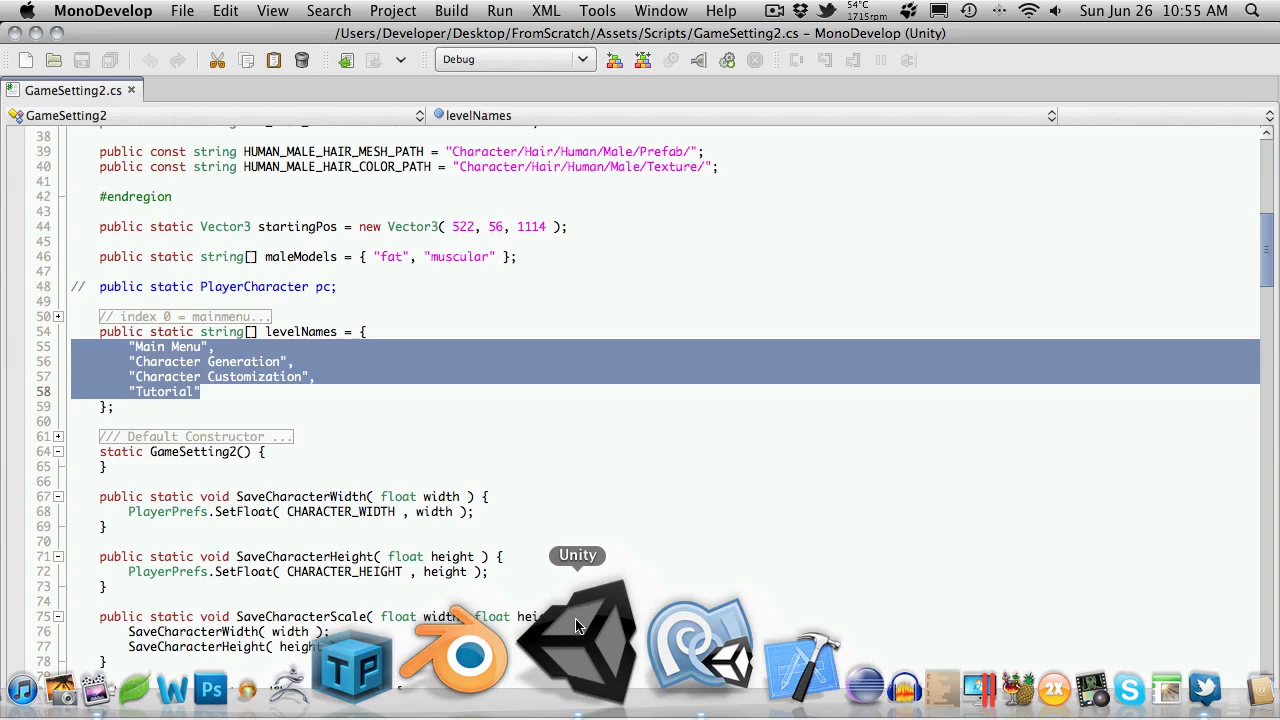 MonoDevelop File Edit View Search Project Build Run XML Tools Window Help 54°C 1715rpm Sun Jun 26 10:55 AM
/Users/Developer/Desktop/FromScratch/Assets/Scripts/GameSetting2.cs – MonoDevelop (Unity)
Debug
GameSetting2.cs ×
GameSetting2 levelNames
38
39 public const string HUMAN_MALE_HAIR_MESH_PATH = "Character/Hair/Human/Male/Prefab/";
40 public const string HUMAN_MALE_HAIR_COLOR_PATH = "Character/Hair/Human/Male/Texture/";
41
42 #endregion
43
44 public static Vector3 startingPos = new Vector3( 522, 56, 1114 );
45
46 public static string[] maleModels = { "fat", "muscular" };
47
48 // public static PlayerCharacter pc;
49
50 // index 0 = mainmenu...
54 public static string[] levelNames = {
55 "Main Menu",
56 "Character Generation",
57 "Character Customization",
58 "Tutorial"
59 };
60
61 /// Default Constructor ...
64 static GameSetting2() {
65 }
66
67 public static void SaveCharacterWidth( float width ) {
68 PlayerPrefs.SetFloat( CHARACTER_WIDTH , width );
69 }
70
71 public static void SaveCharacterHeight( float height ) {
72 PlayerPrefs.SetFloat( CHARACTER_HEIGHT , height );
73 }
74
75 public static void SaveCharacterScale( float width, float
76 SaveCharacterWidth( width );
77 SaveCharacterHeight( height
78 }
Unity
TP
W Ps 2X S